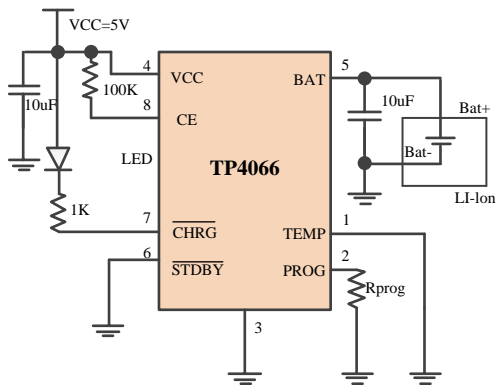 VCC=5V
4
VCC
BAT
5
10uF
100K
8
CE
10uF
Bat+
Bat-
LED
TP4066
LI-lon
1K
7
CHRG
TEMP
1
6
STDBY
PROG
2
Rprog
3